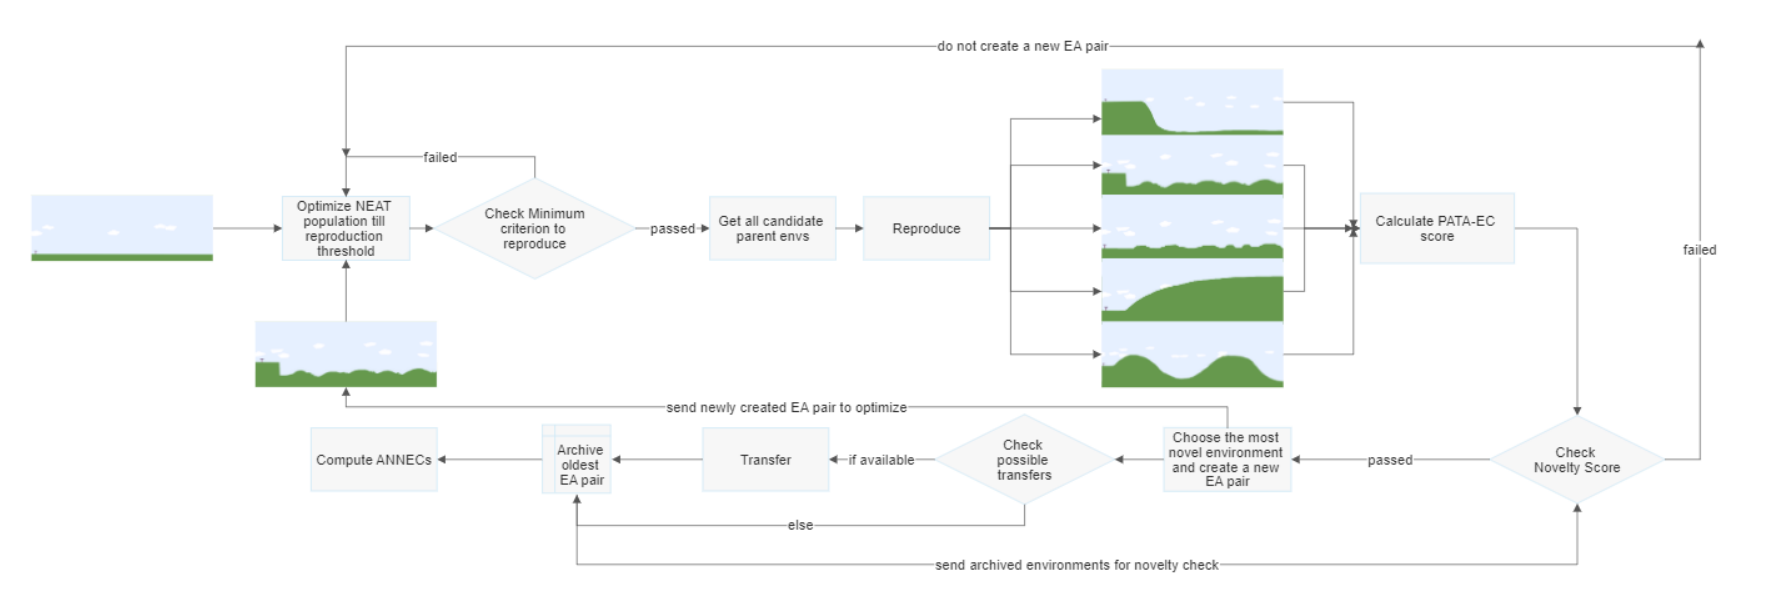 do not create a new EA pair
failed
Optimize NEAT
population till
reproduction
threshold
Check Minimum
criterion to
reproduce
passed
Get all candidate
parent envs
Reproduce
Calculate PATA-EC
score
failed
send newly created EA pair to optimize
Compute ANNECs
Archive
oldest
EA pair
Transfer
if available
Check
possible
transfers
Choose the most
novel environment
and create a new
EA pair
passed
Check
Novelty Score
else
send archived environments for novelty check